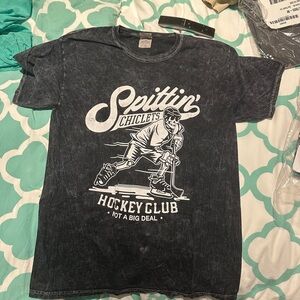 Spittin'
CHICLETS
HOCKEY CLUB
• NOT A BIG DEAL •